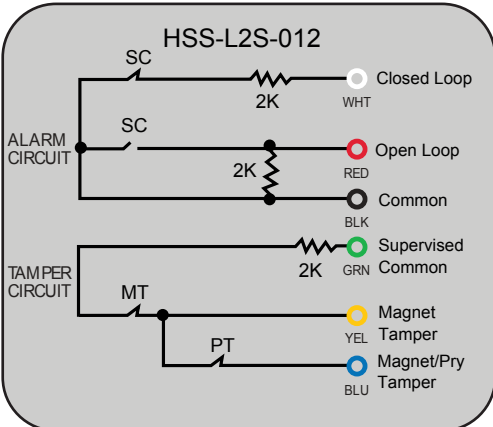 HSS-L2S-012
SC
2K
Closed Loop
WHT
ALARM
CIRCUIT
SC
2K
Open Loop
RED
Common
BLK
TAMPER
CIRCUIT
2K
GRN
Supervised
Common
MT
YEL
Magnet
Tamper
PT
BLU
Magnet/Pry
Tamper